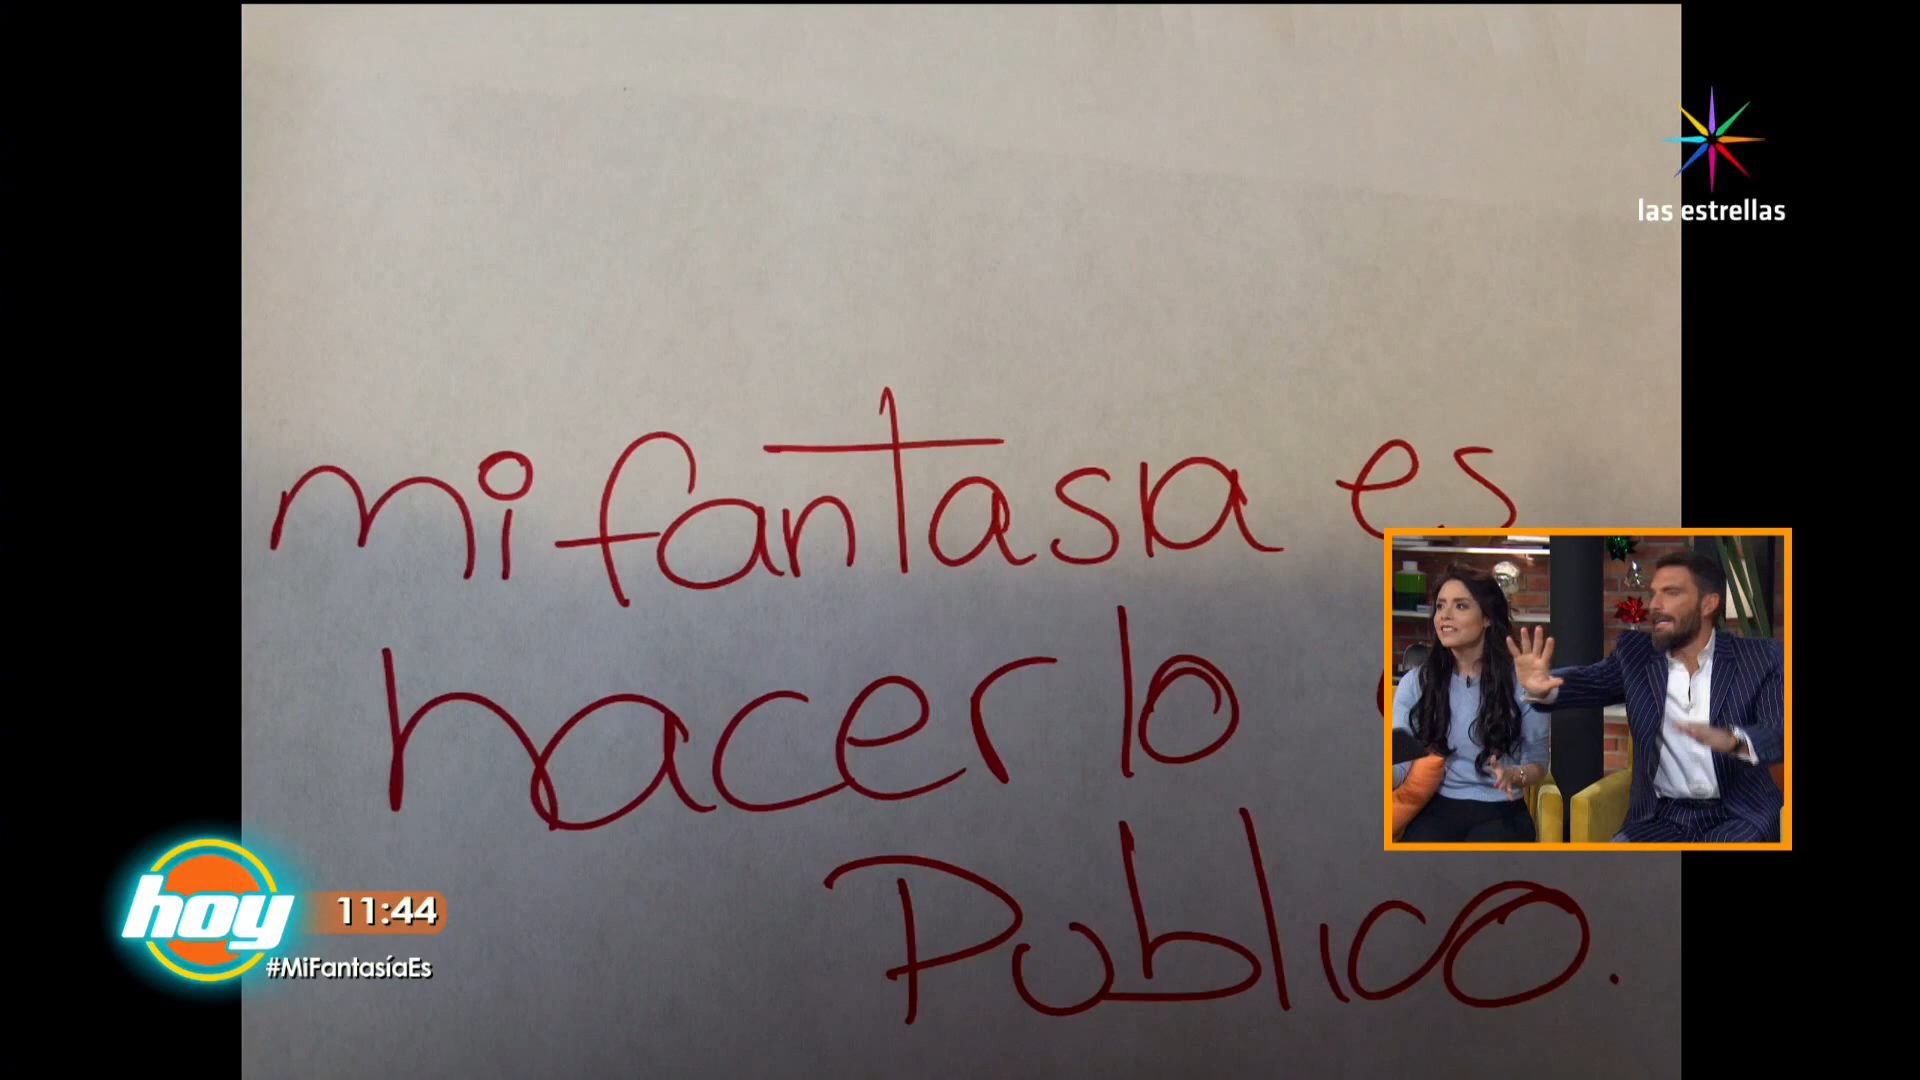 las estrellas
mi fantasia es
hacerlo
Publico.
hoy
11:44
#MiFantasíaEs